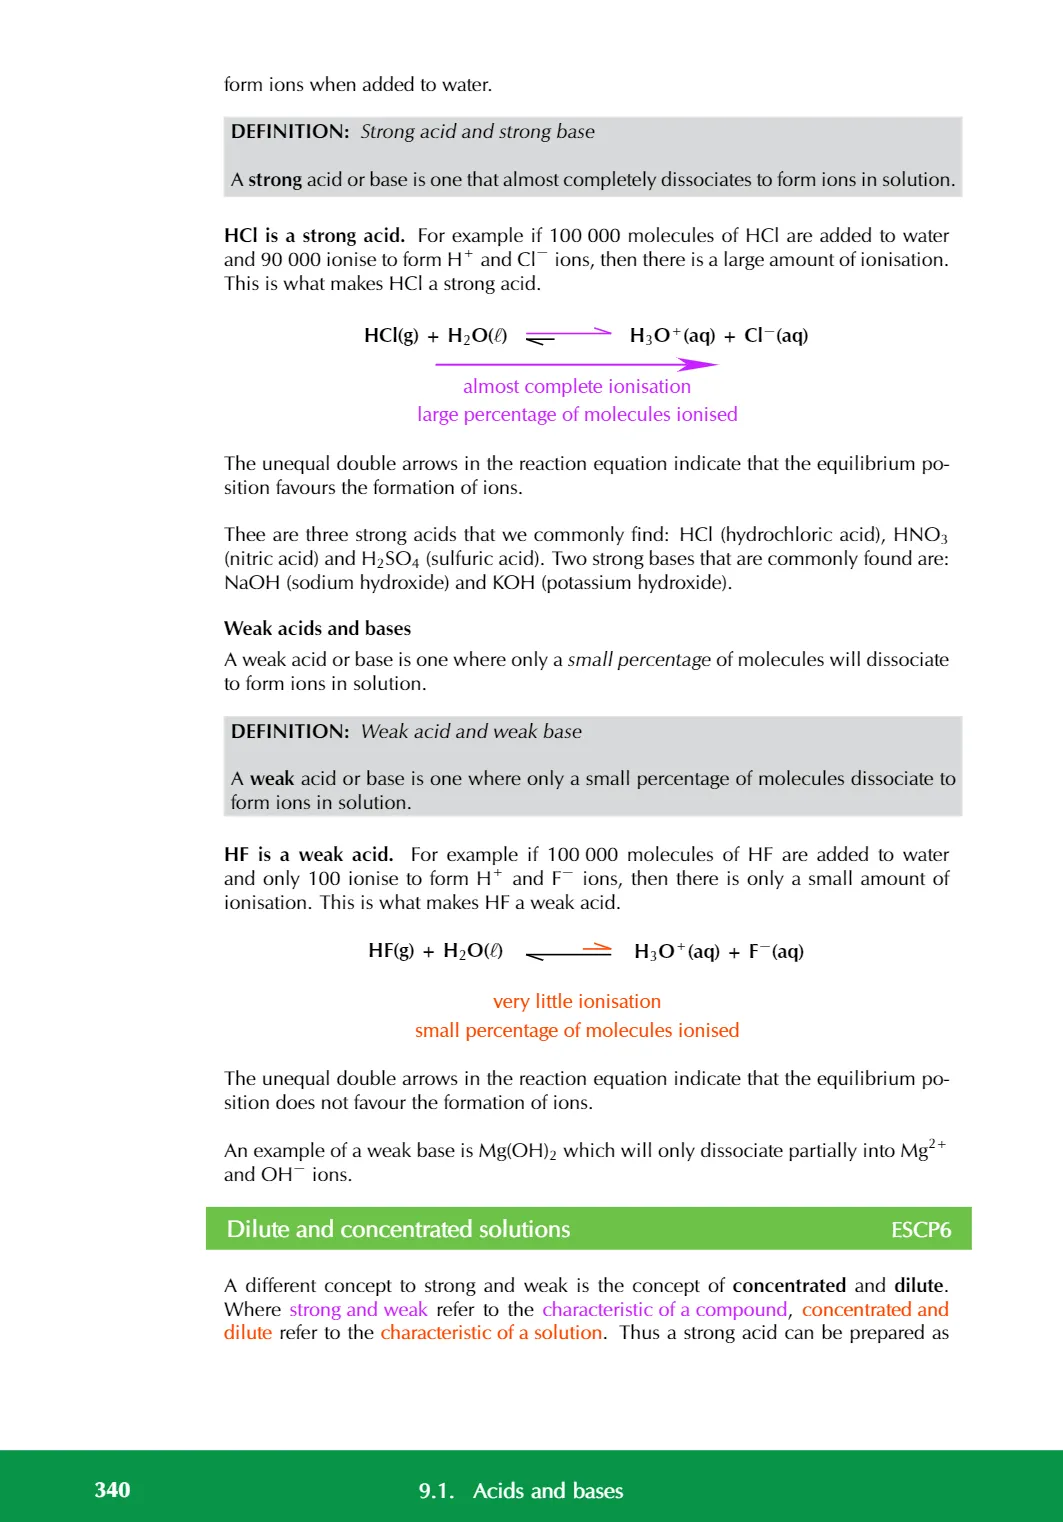 form ions when added to water.
DEFINITION: Strong acid and strong base
A strong acid or base is one that almost completely dissociates to form ions in solution.
HCl is a strong acid. For example if 100 000 molecules of HCl are added to water
and 90 000 ionise to form H⁺ and Cl⁻ ions, then there is a large amount of ionisation.
This is what makes HCl a strong acid.
HCl(g) + H₂O(ℓ) ⇌ H₃O⁺(aq) + Cl⁻(aq)
almost complete ionisation
large percentage of molecules ionised
The unequal double arrows in the reaction equation indicate that the equilibrium po-
sition favours the formation of ions.
Thee are three strong acids that we commonly find: HCl (hydrochloric acid), HNO₃
(nitric acid) and H₂SO₄ (sulfuric acid). Two strong bases that are commonly found are:
NaOH (sodium hydroxide) and KOH (potassium hydroxide).
Weak acids and bases
A weak acid or base is one where only a small percentage of molecules will dissociate
to form ions in solution.
DEFINITION: Weak acid and weak base
A weak acid or base is one where only a small percentage of molecules dissociate to
form ions in solution.
HF is a weak acid. For example if 100 000 molecules of HF are added to water
and only 100 ionise to form H⁺ and F⁻ ions, then there is only a small amount of
ionisation. This is what makes HF a weak acid.
HF(g) + H₂O(ℓ) ⇌ H₃O⁺(aq) + F⁻(aq)
very little ionisation
small percentage of molecules ionised
The unequal double arrows in the reaction equation indicate that the equilibrium po-
sition does not favour the formation of ions.
An example of a weak base is Mg(OH)₂ which will only dissociate partially into Mg²⁺
and OH⁻ ions.
Dilute and concentrated solutions ESCP6
A different concept to strong and weak is the concept of concentrated and dilute.
Where strong and weak refer to the characteristic of a compound, concentrated and
dilute refer to the characteristic of a solution. Thus a strong acid can be prepared as
340 9.1. Acids and bases